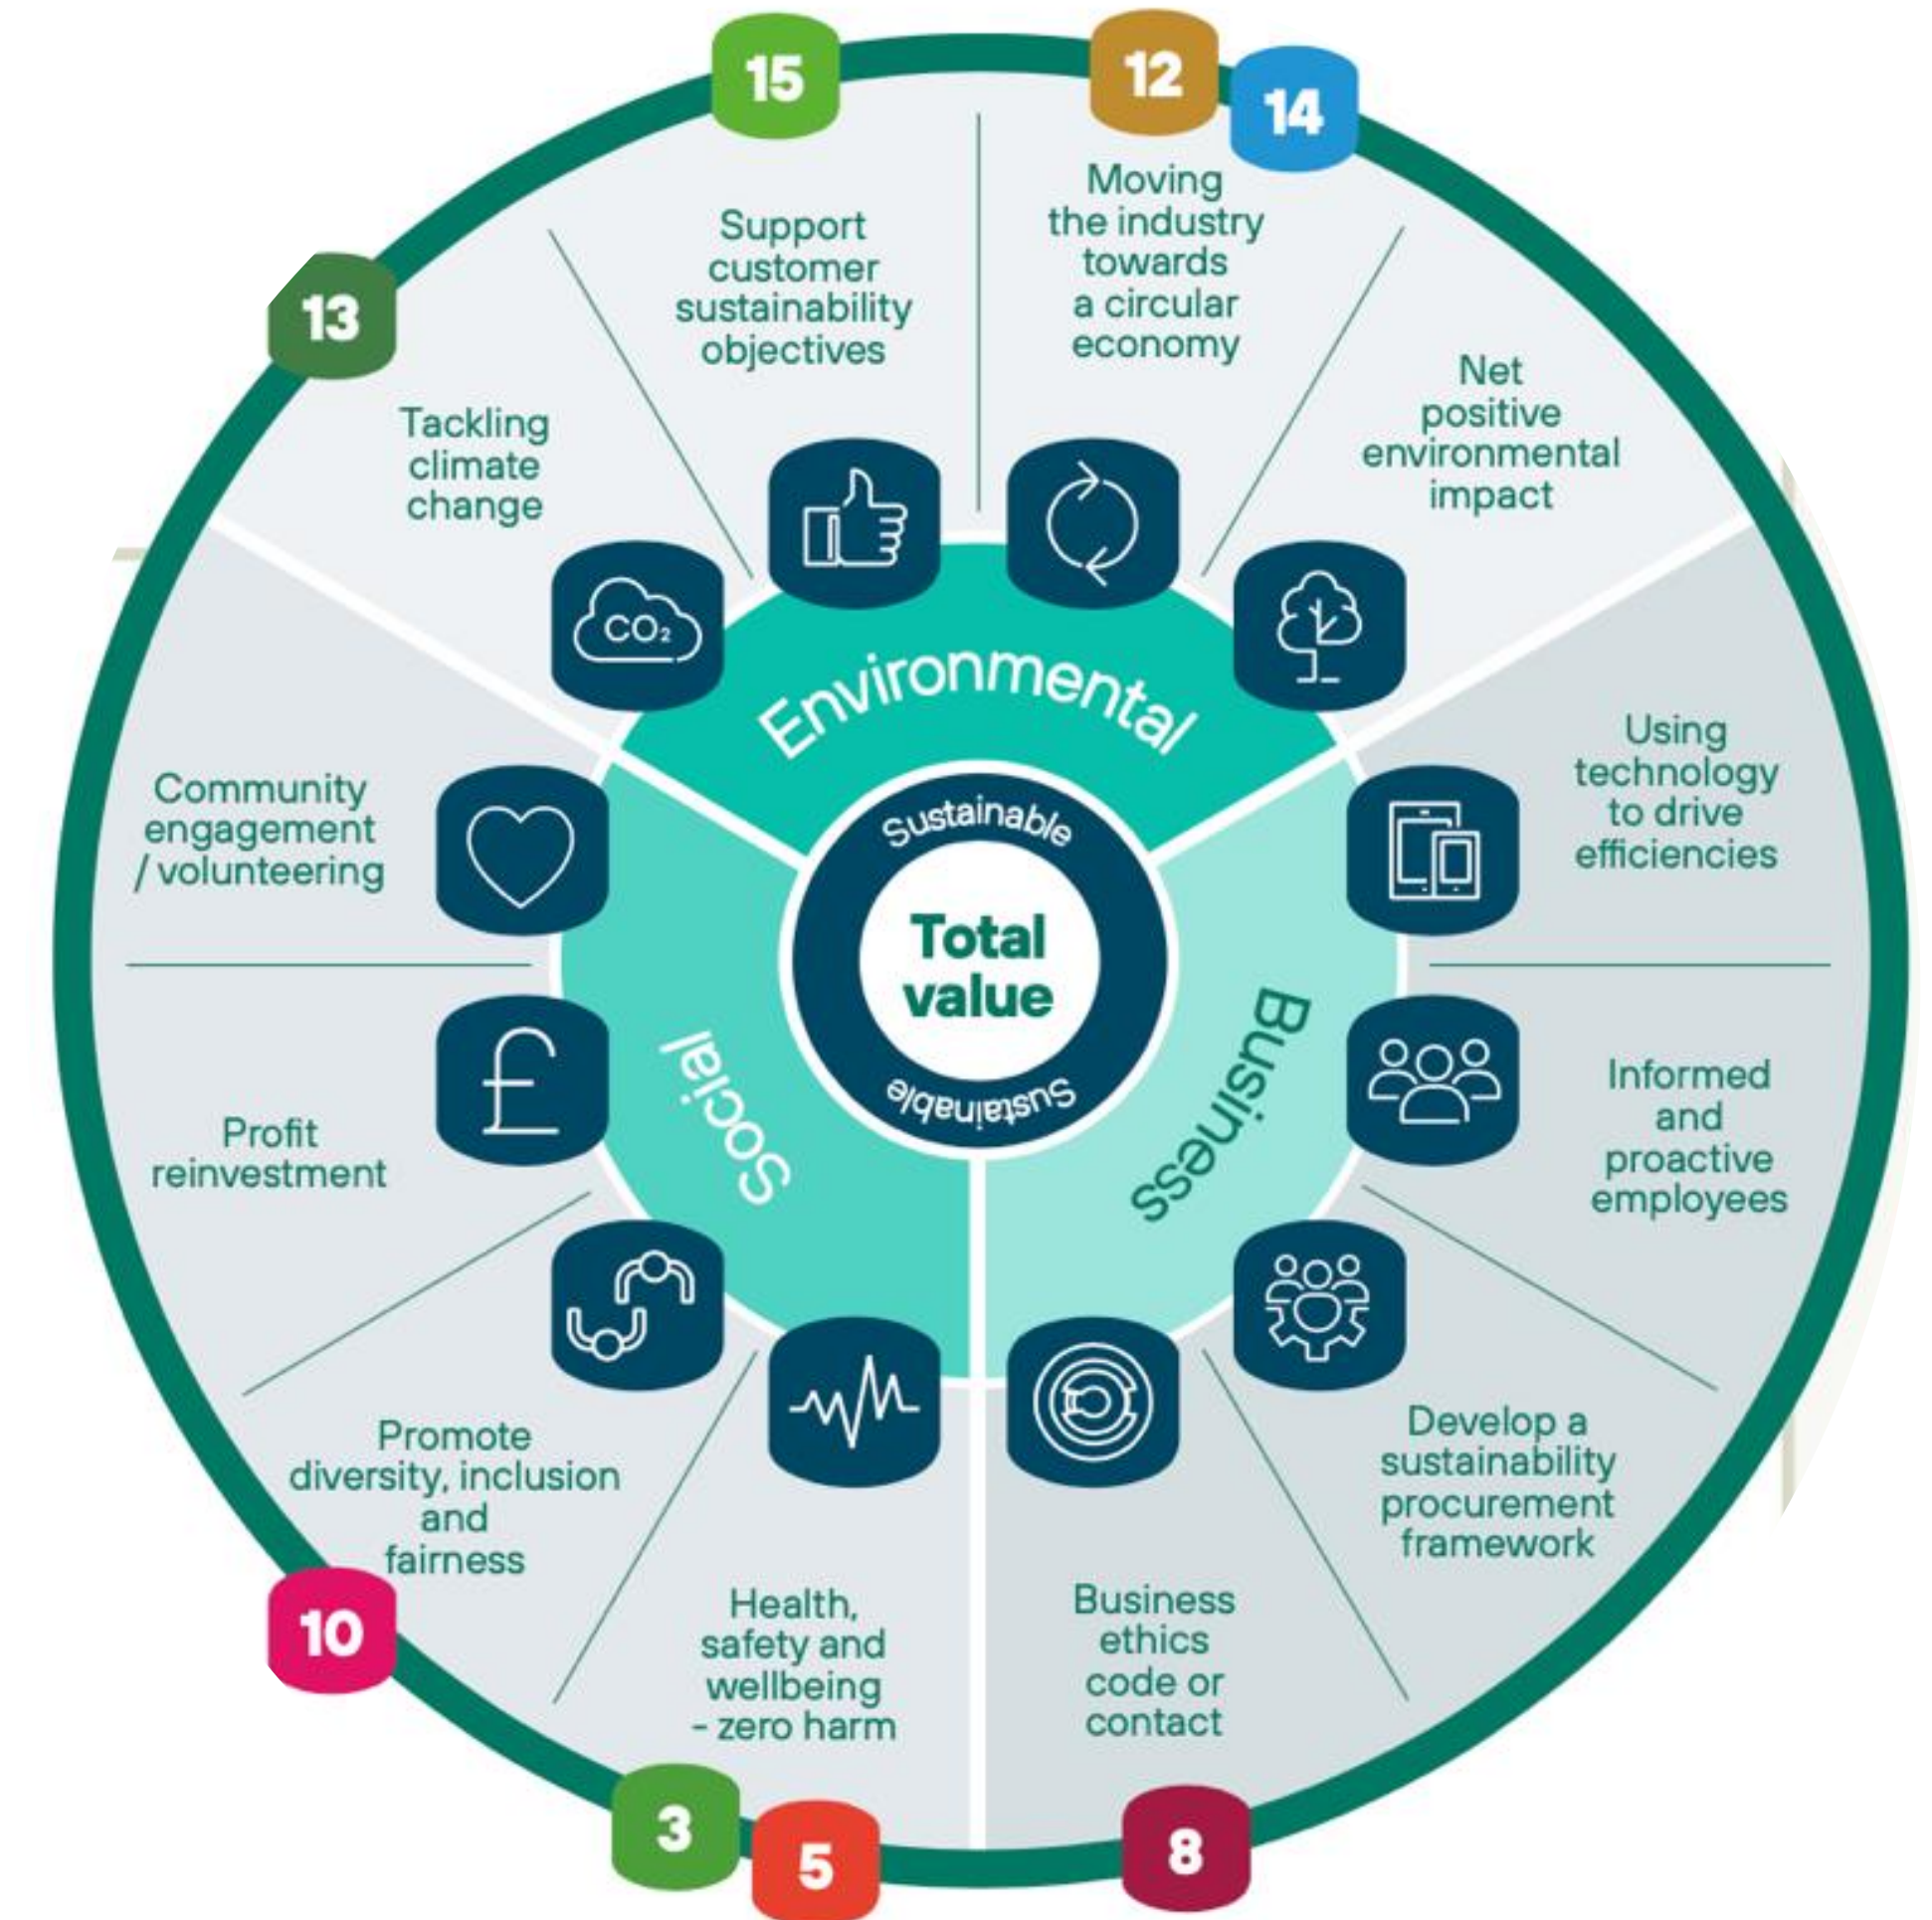 15
12
14
13
Support
customer
sustainability
objectives
Moving
the industry
towards
a circular
economy
Tackling
climate
change
Net
positive
environmental
impact
CO₂
Environmental
Community
engagement
/ volunteering
Using
technology
to drive
efficiencies
Sustainable
Total
value
Sustainable
Social
Business
Profit
reinvestment
Informed
and
proactive
employees
£
Promote
diversity, inclusion
and
fairness
Develop a
sustainability
procurement
framework
Health,
safety and
wellbeing
- zero harm
Business
ethics
code or
contact
10
3
5
8